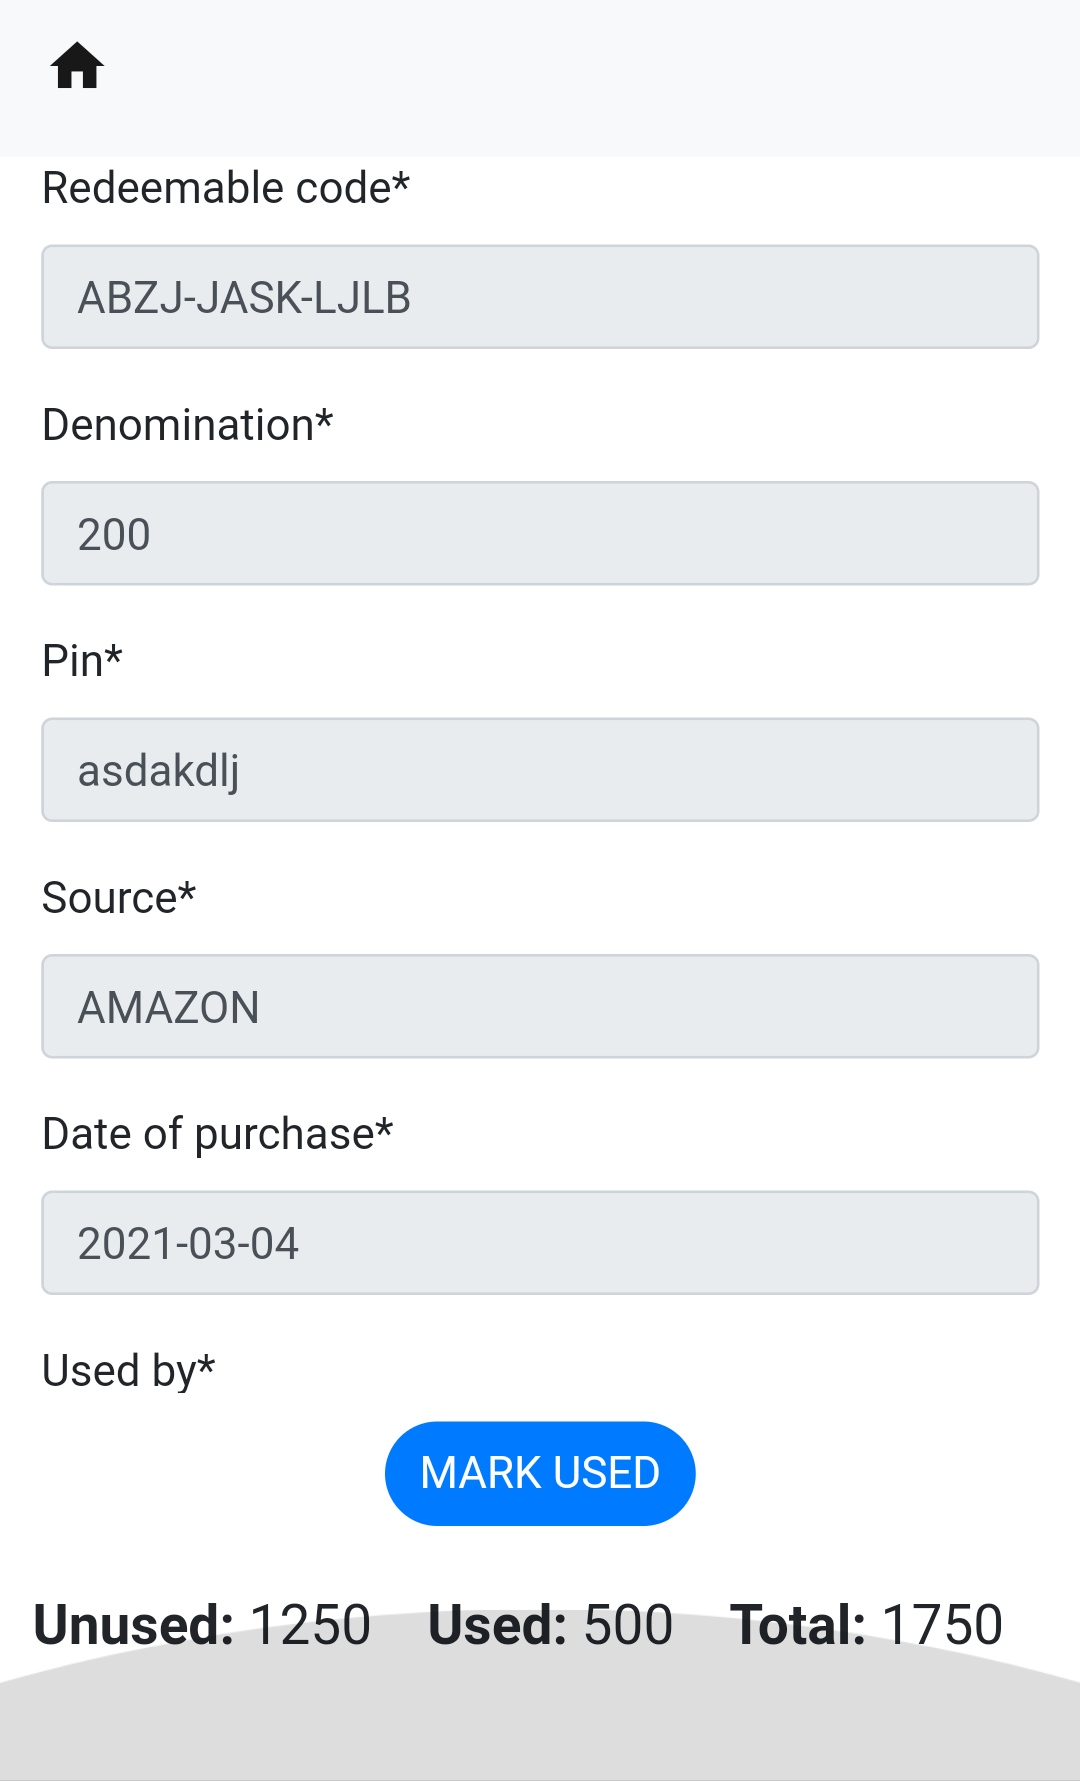 Redeemable code*
ABZJ-JASK-LJLB
Denomination*
200
Pin*
asdakdlj
Source*
AMAZON
Date of purchase*
2021-03-04
Used by*
MARK USED
Unused: 1250 Used: 500 Total: 1750